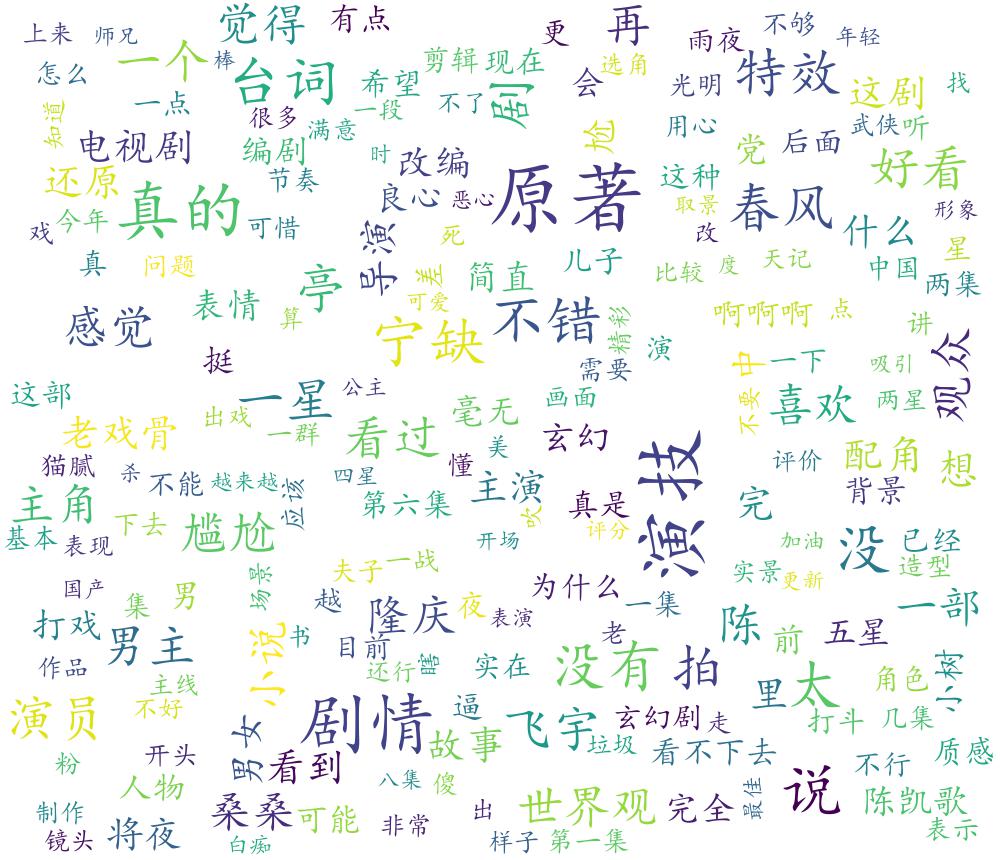 上来 师兄 觉得 有点 更 再 雨夜 不够 年轻
怎么 一个 棒 台词 希望 剪辑 现在 会 选角 光明 特效 这剧 找
知道 一点 很多 满意 一段 不了 剧 尬 用心 党 后面 武侠 听
电视剧 编剧 节奏 时 改编 好看
还原 真的 良心 恶心 原著 这种 取景 春风 形象
戏 今年 可惜 导演 死 改 什么 星
真 问题 亭 差 简直 儿子 比较 度 天记 中国 两集
感觉 表情 算 可爱 宁缺 不错 精彩 啊啊啊 点 讲
挺 需要 演 中 一下 吸引 观众
这部 一星 公主 毫无 画面 不要 喜欢 两星
老戏骨 出戏 一群 看过 美 玄幻 演技 配角 想
猫腻 杀 不能 越来越 应该 四星 懂 主演 真是 评价 背景
主角 第六集 吹 评分 完
基本 表现 下去 尴尬 开场 加油 没 已经
国产 场景 夫子 一战 为什么 实景 更新 造型
打戏 集 男 越 隆庆 夜 表演 一集 陈 前 五星 一部
作品 男主 小说 书 目前 还行 瞎 实在 没有 老 拍 里 太 角色 小树
演员 主线 不好 剧情 逼 飞宇 玄幻剧 走 打斗 几集
粉 开头 男女 看到 故事 垃圾 看不下去 不行 质感
人物 八集 傻 说
制作 桑桑 可能 非常 出 世界观 完全 最佳 陈凯歌
镜头 将夜 白痴 样子 第一集 表示